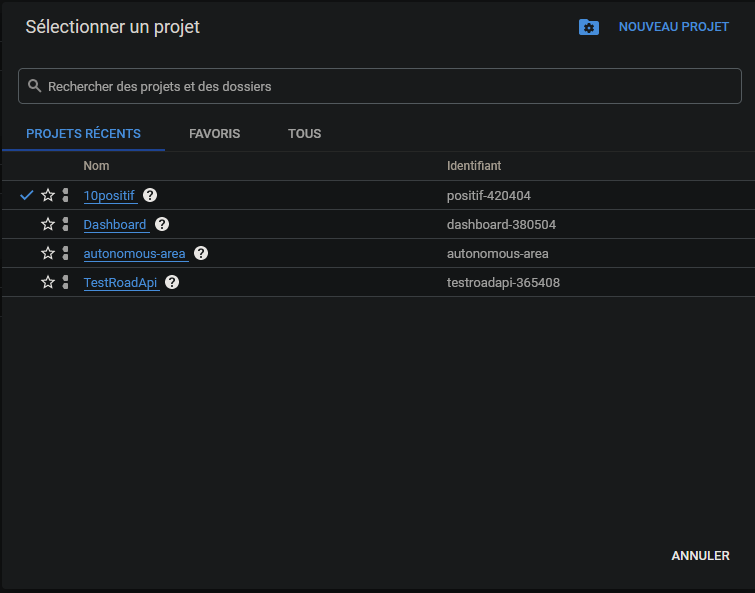 Sélectionner un projet
NOUVEAU PROJET
Rechercher des projets et des dossiers
PROJETS RÉCENTS FAVORIS TOUS
Nom Identifiant
10positif ? positif-420404
Dashboard ? dashboard-380504
autonomous-area ? autonomous-area
TestRoadApi ? testroadapi-365408
ANNULER